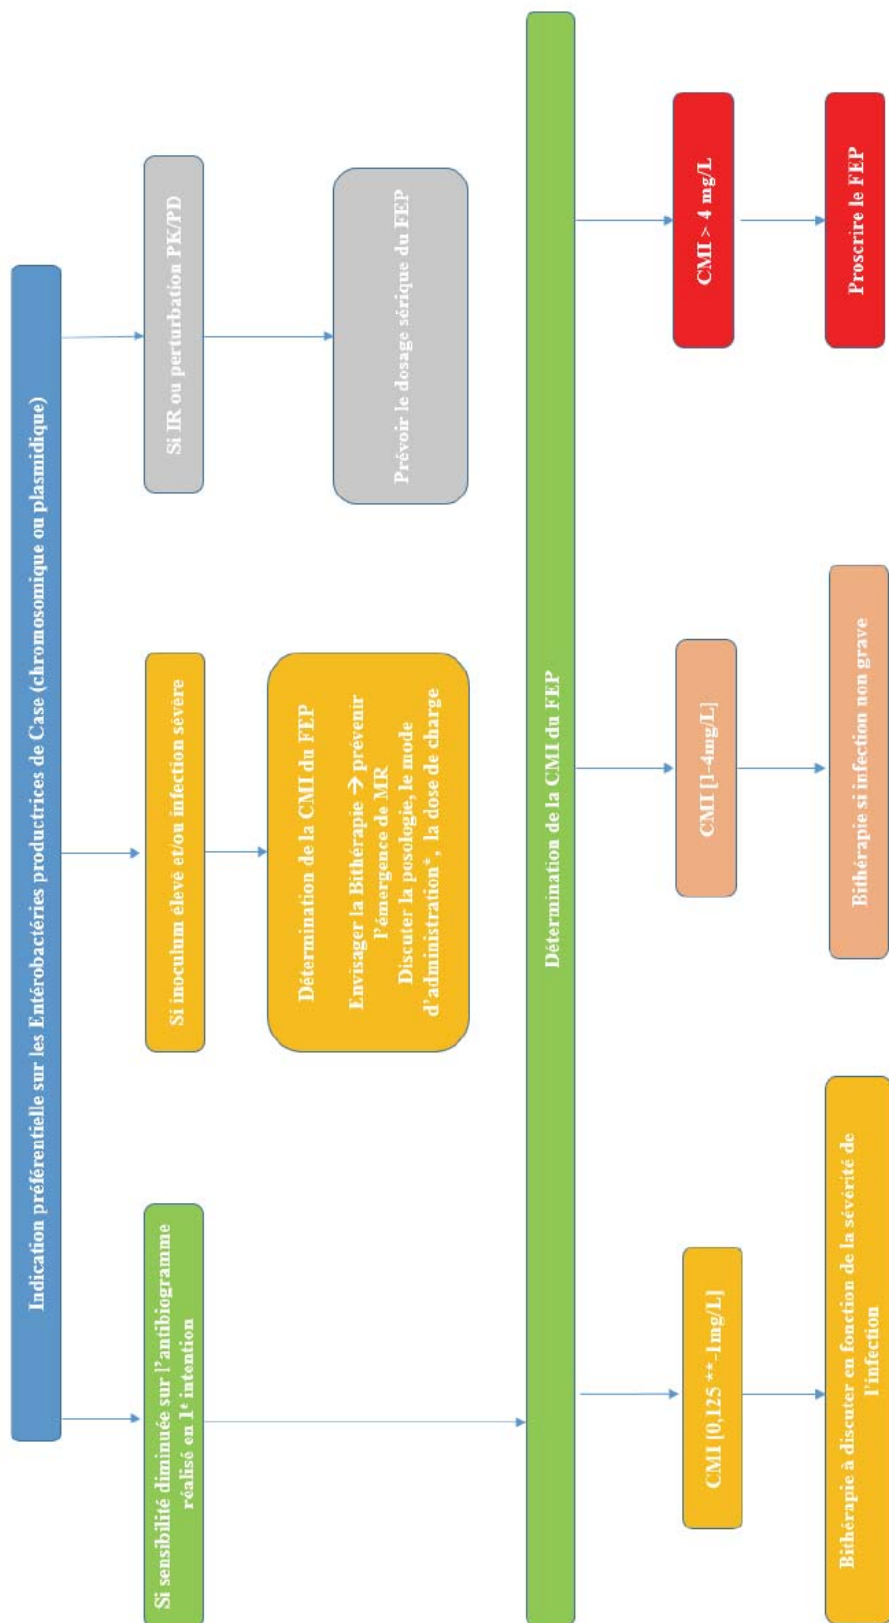 Indication préférentielle sur les Entérobactéries productrices de Case (chromosomique ou plasmidique)
Si sensibilité diminuée sur l'antibiogramme
réalisé en 1e intention
Si inoculum élevé et/ou infection sévère
Si IR ou perturbation PK/PD
Détermination de la CMI du FEP
Envisager la Bithérapie → prévenir
l'émergence de MR
Discuter la posologie, le mode
d'administration*, la dose de charge
Prévoir le dosage sérique du FEP
Détermination de la CMI du FEP
CMI [0,125 **-1mg/L]
CMI [1-4mg/L]
CMI > 4 mg/L
Bithérapie à discuter en fonction de la sévérité de
l'infection
Bithérapie si infection non grave
Proscrire le FEP